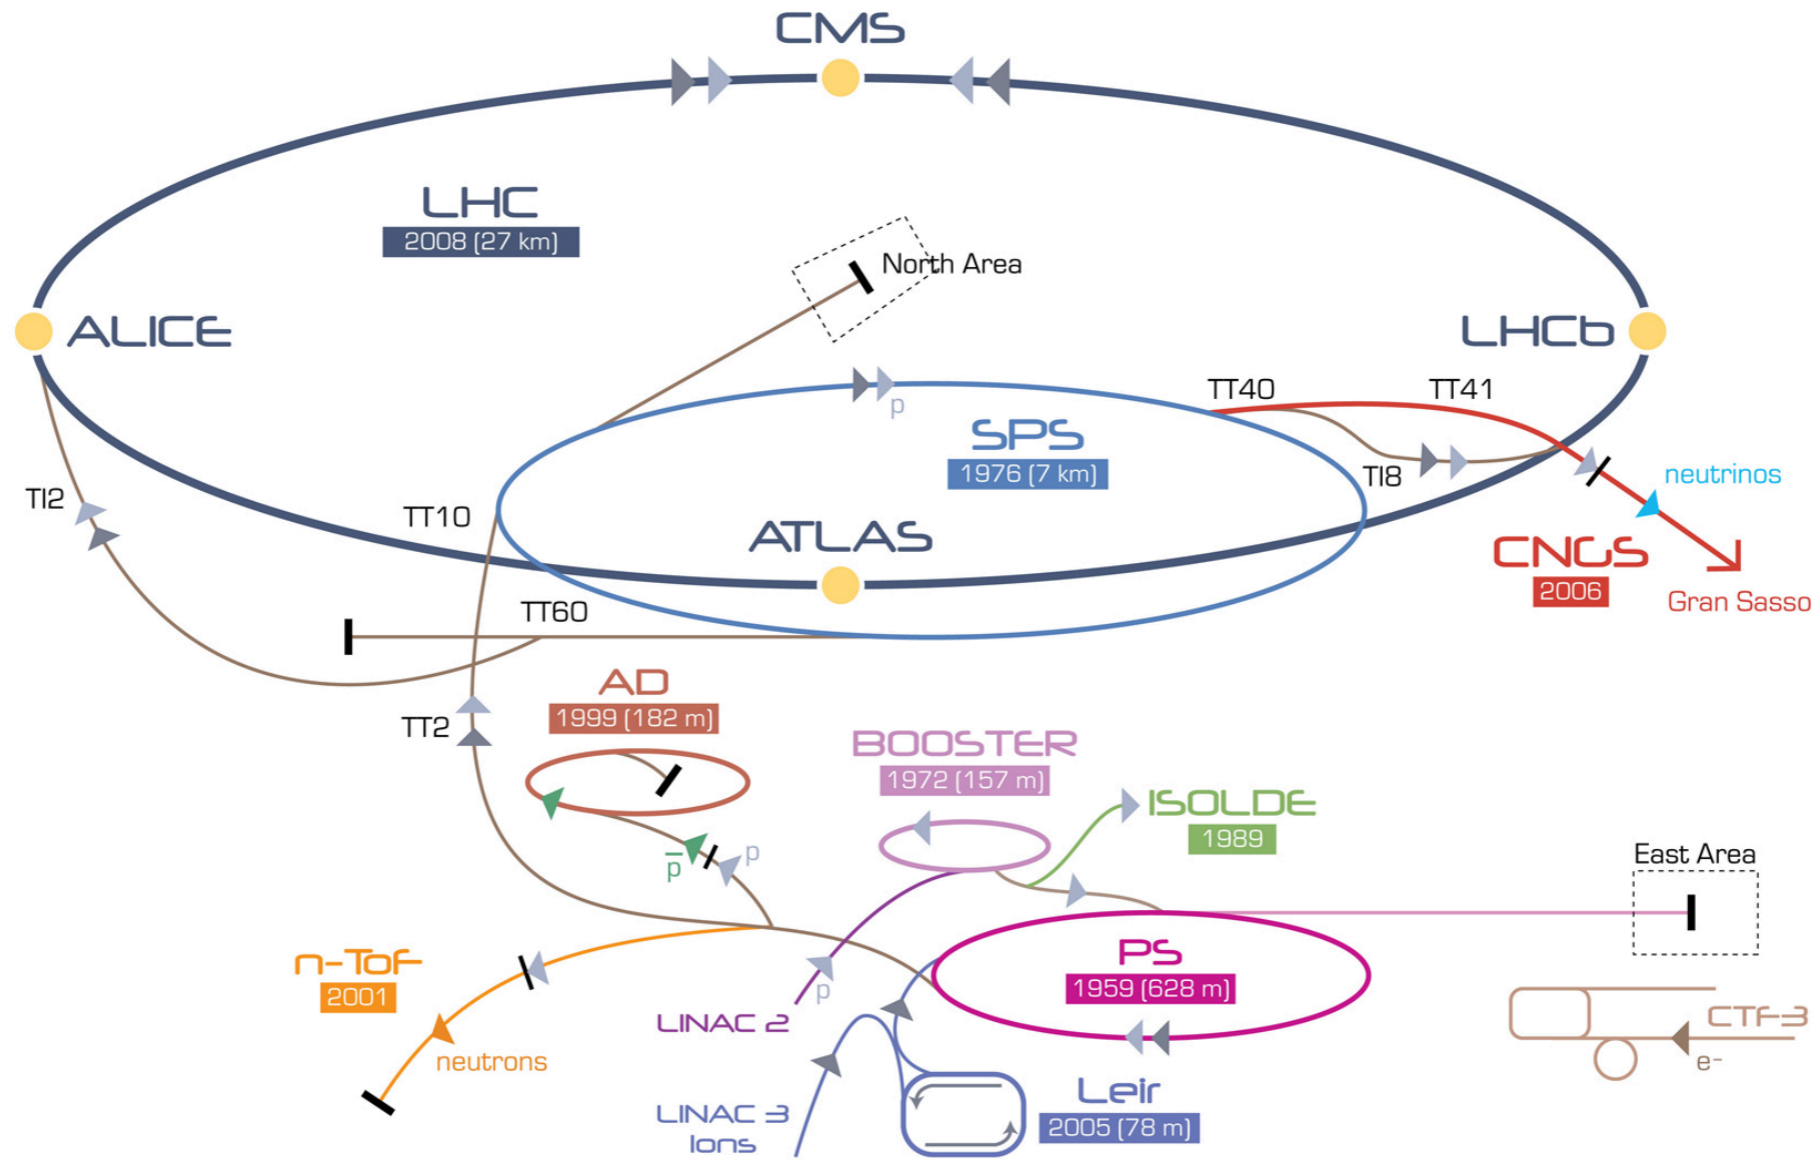 CMS
LHC
2008 (27 km)
North Area
ALICE
LHCb
TT40
TT41
p
SPS
1976 (7 km)
TI8
neutrinos
TI2
TT10
ATLAS
CNGS
2006
Gran Sasso
TT60
AD
1999 (182 m)
TT2
BOOSTER
1972 (157 m)
ISOLDE
1989
p̅
p
East Area
n-ToF
2001
PS
1959 (628 m)
p
LINAC 2
neutrons
CTF-3
e-
Leir
2005 (78 m)
LINAC 3
Ions